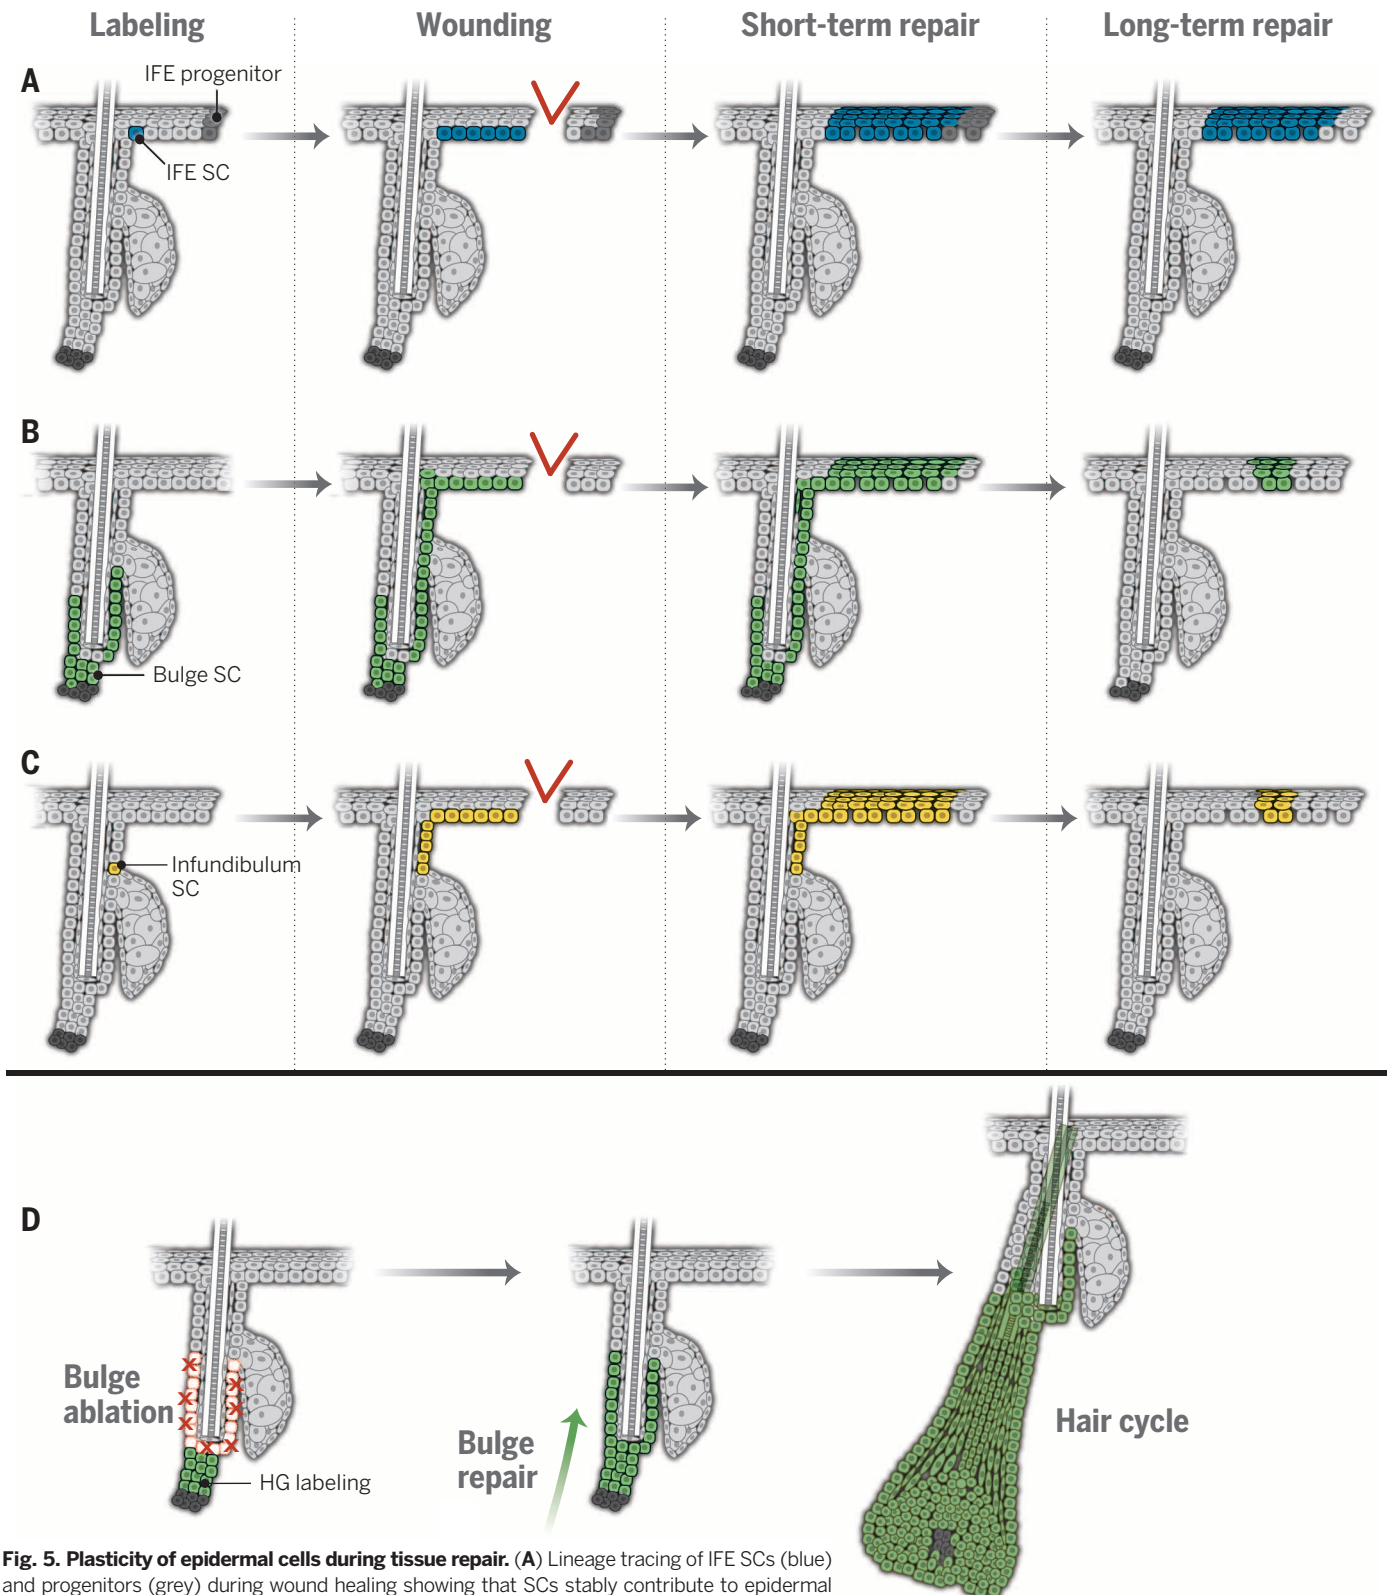 Labeling
Wounding
Short-term repair
Long-term repair
A
IFE progenitor
IFE SC
B
Bulge SC
C
Infundibulum
SC
D
Bulge
ablation
HG labeling
Bulge
repair
Hair cycle
Fig. 5. Plasticity of epidermal cells during tissue repair. (A) Lineage tracing of IFE SCs (blue)
and progenitors (grey) during wound healing showing that SCs stably contribute to epidermal